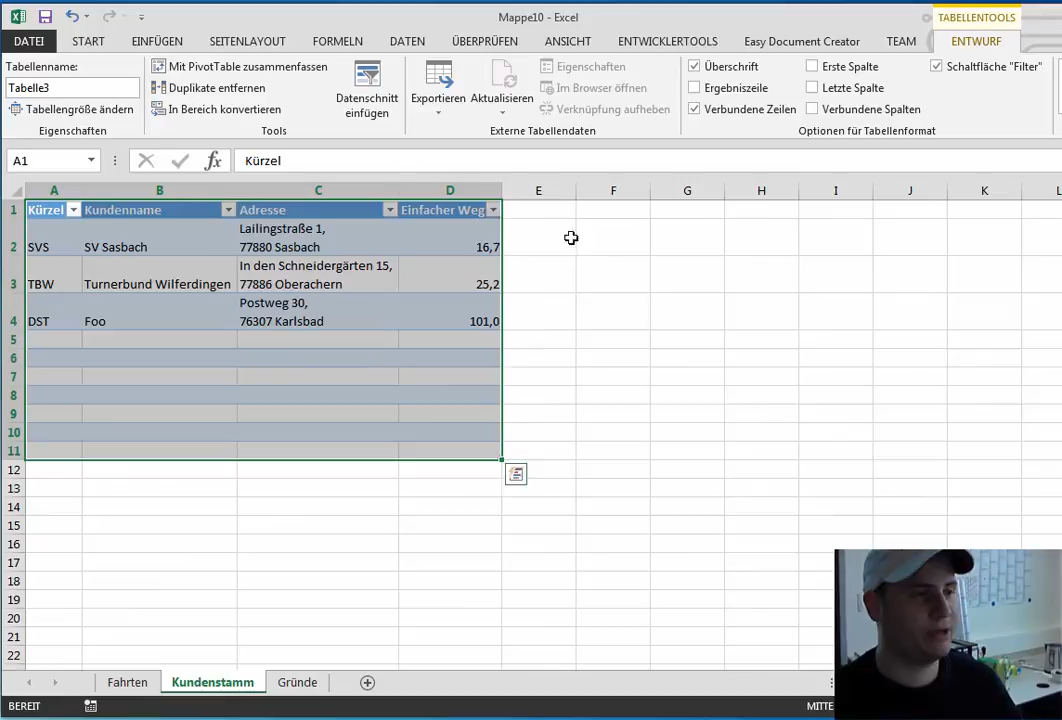 Mappe10 - Excel
TABELLENTOOLS
DATEI START EINFÜGEN SEITENLAYOUT FORMELN DATEN ÜBERPRÜFEN ANSICHT ENTWICKLERTOOLS Easy Document Creator TEAM ENTWURF
Tabellenname:
Tabelle3
Tabellengröße ändern
Eigenschaften
Mit PivotTable zusammenfassen
Duplikate entfernen
In Bereich konvertieren
Tools
Datenschnitt
einfügen
Exportieren
Aktualisieren
Eigenschaften
Im Browser öffnen
Verknüpfung aufheben
Externe Tabellendaten
Überschrift
Ergebniszeile
Verbundene Zeilen
Erste Spalte
Letzte Spalte
Verbundene Spalten
Schaltfläche "Filter"
Optionen für Tabellenformat
A1 fx Kürzel
A B C D E F G H I J K L
1 Kürzel Kundenname Adresse Einfacher Weg
Lailingstraße 1,
2 SVS SV Sasbach 77880 Sasbach 16,7
In den Schneidergärten 15,
3 TBW Turnerbund Wilferdingen 77886 Oberachern 25,2
Postweg 30,
4 DST Foo 76307 Karlsbad 101,0
5
6
7
8
9
10
11
12
13
14
15
16
17
18
19
20
21
22
Fahrten Kundenstamm Gründe
BEREIT